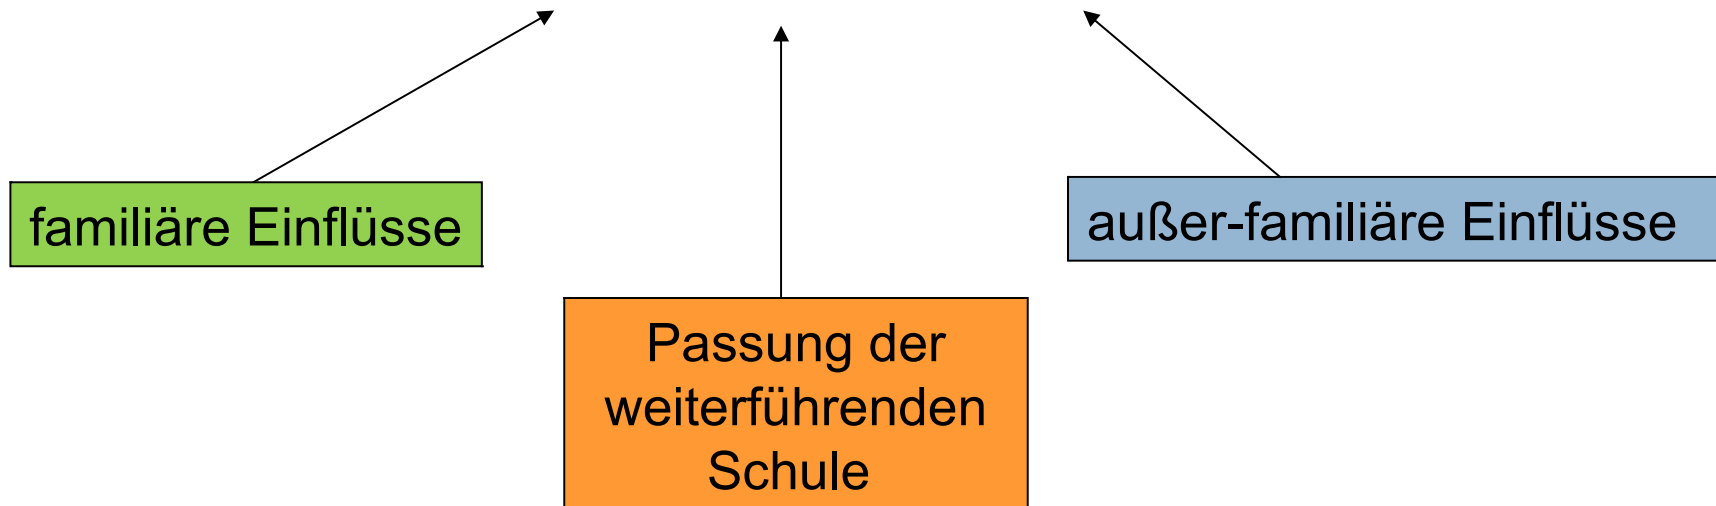 familiäre Einflüsse
außer-familiäre Einflüsse
Passung der
weiterführenden
Schule